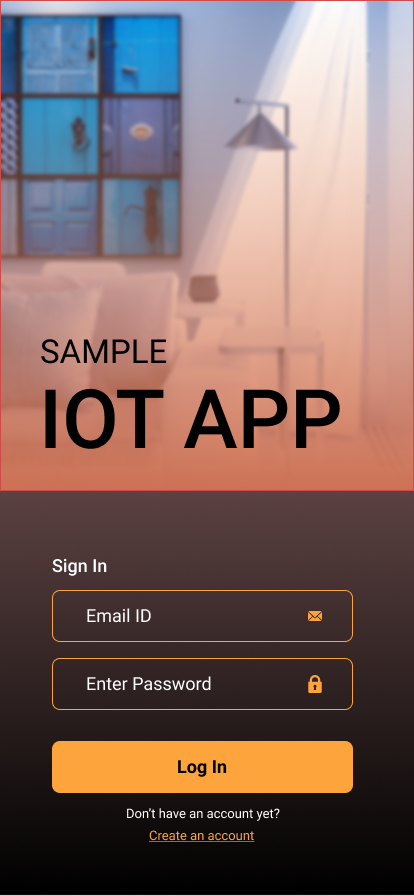 SAMPLE
IOT APP
Sign In
Email ID
Enter Password
Log In
Don’t have an account yet?
Create an account